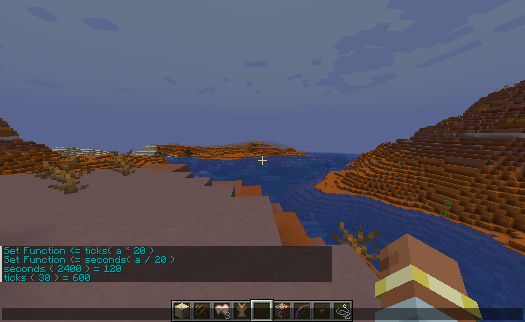 Set Function <= ticks( a * 20 )
Set Function <= seconds( a / 20 )
seconds ( 2400 ) = 120
ticks ( 30 ) = 600